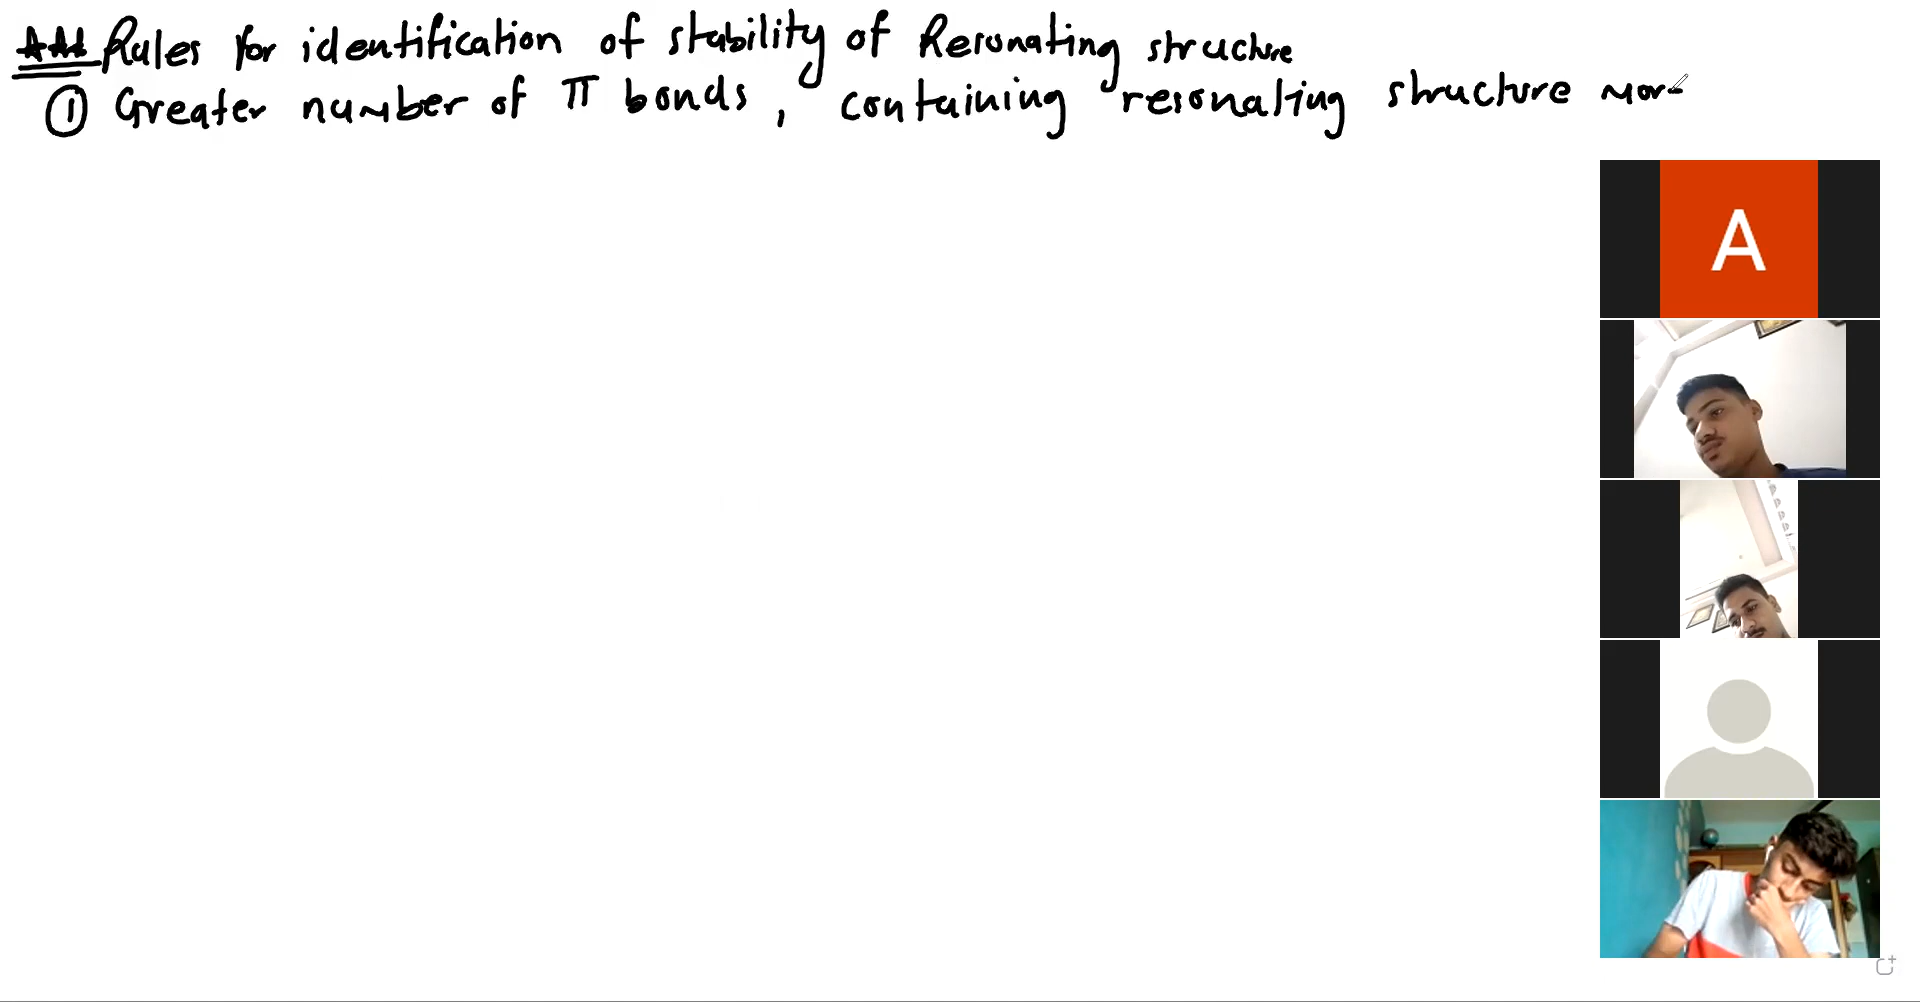 Rules for identification of stability of Resonating structure
① Greater number of π bonds, containing resonating structure more
A